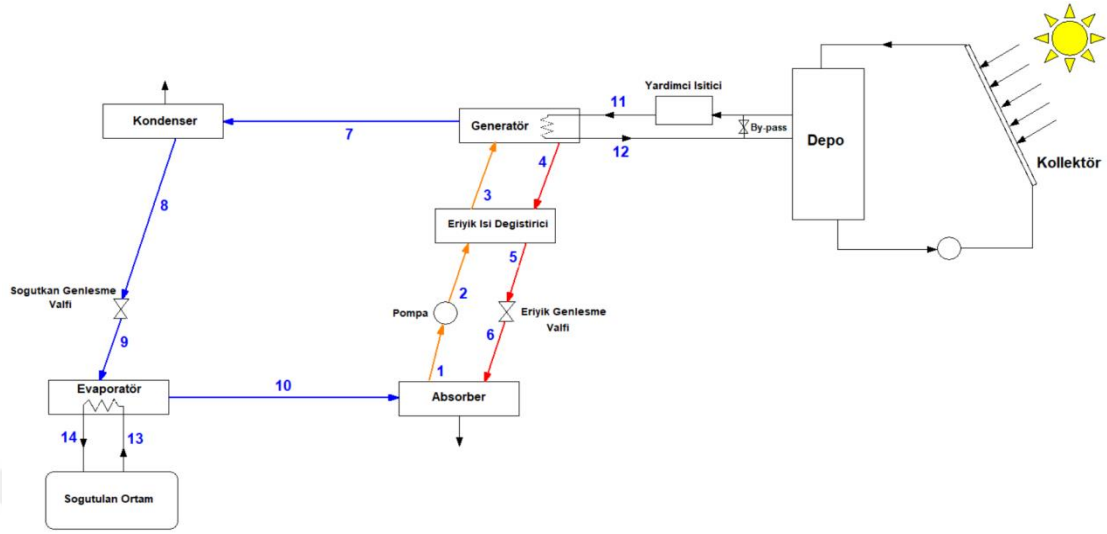 Kondenser
7
Generatör
11
Yardimci Isitici
12
By-pass
Depo
Kollektör
8
3
4
Eriyik Isi Degistirici
5
2
Sogutkan Genlesme
Valfi
Pompa
Eriyik Genlesme
Valfi
9
6
1
Evaporatör
10
Absorber
14
13
Sogutulan Ortam